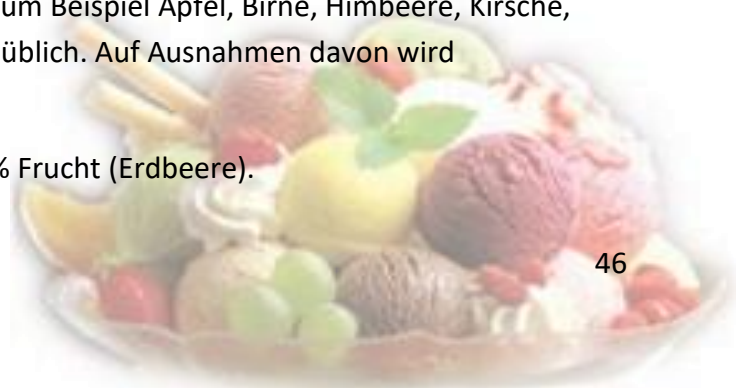 um Beispiel Apfel, Birne, Himbeere, Kirsche,
üblich. Auf Ausnahmen davon wird
% Frucht (Erdbeere).
46